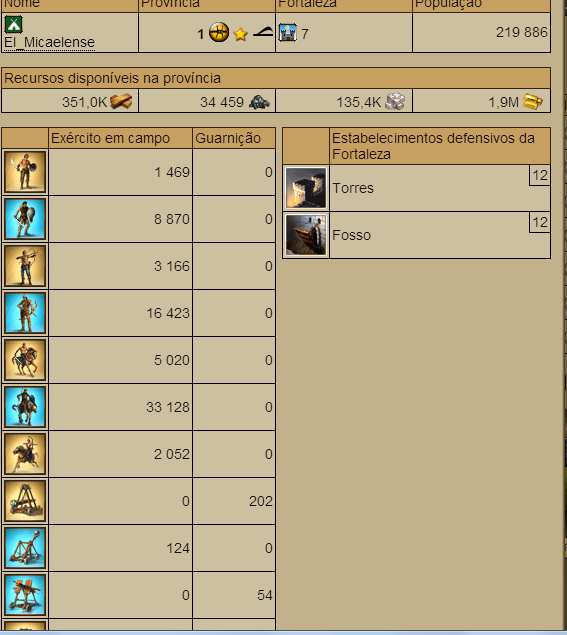 Nome Província Fortaleza População
El_Micaelense 1 7 219 886
Recursos disponíveis na província
351,0K 34 459 135,4K 1,9M
Exército em campo Guarnição
1 469 0
8 870 0
3 166 0
16 423 0
5 020 0
33 128 0
2 052 0
0 202
124 0
0 54
Estabelecimentos defensivos da
Fortaleza
Torres 12
Fosso 12